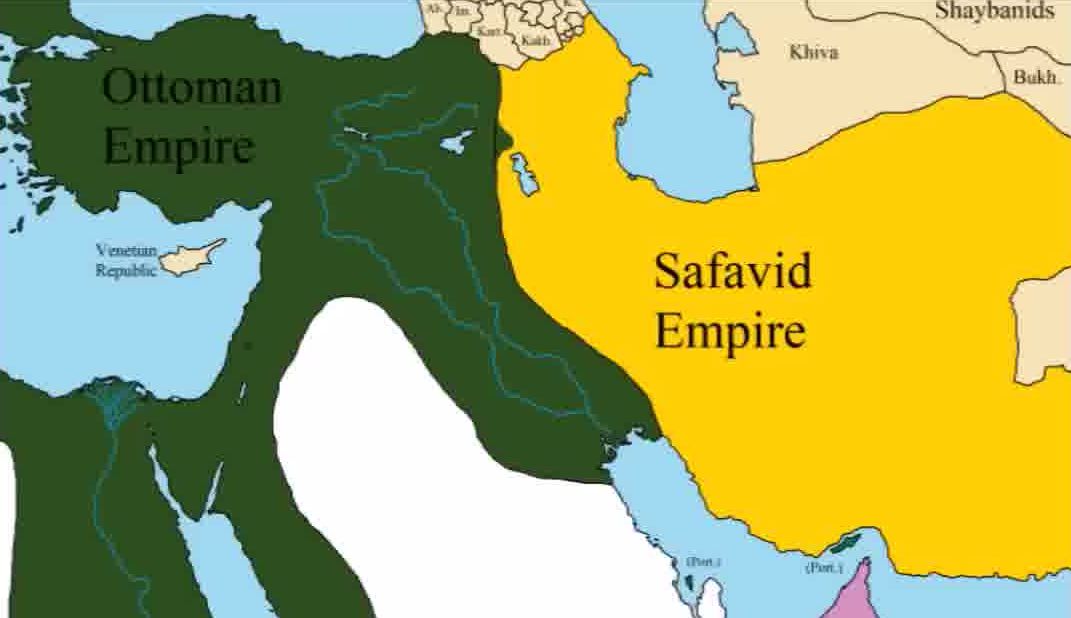 Ab.
Im.
K.
Kart.
Kakh.
Shaybanids
Khiva
Bukh.
Ottoman
Empire
Venetian
Republic
Safavid
Empire
(Port.)
(Port.)